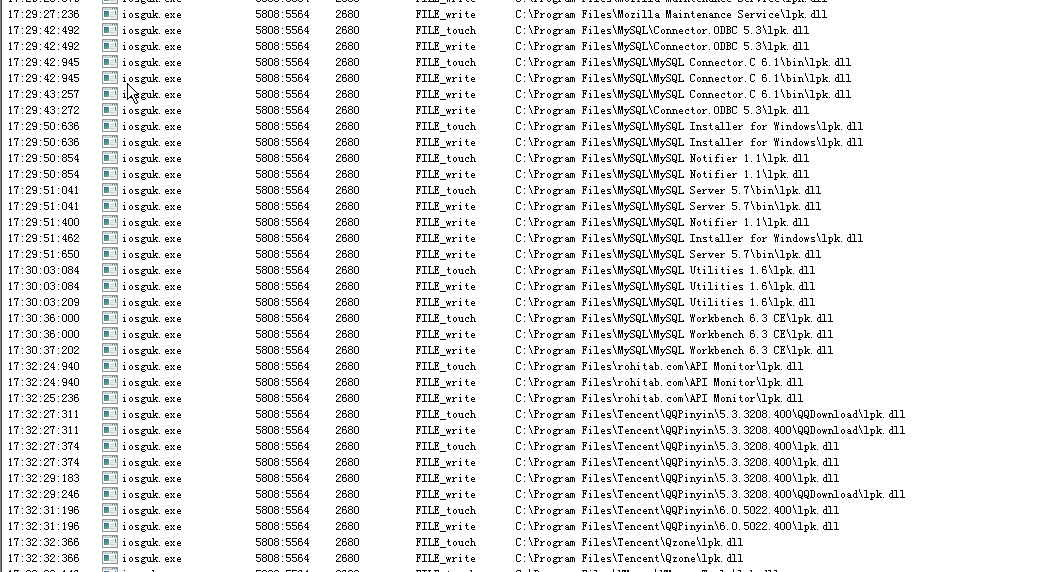 17:29:27:236 iosguk.exe 5808:5564 2680 FILE_write C:\Program Files\Mozilla Maintenance Service\lpk.dll
17:29:42:492 iosguk.exe 5808:5564 2680 FILE_touch C:\Program Files\MySQL\Connector.ODBC 5.3\lpk.dll
17:29:42:492 iosguk.exe 5808:5564 2680 FILE_write C:\Program Files\MySQL\Connector.ODBC 5.3\lpk.dll
17:29:42:945 iosguk.exe 5808:5564 2680 FILE_touch C:\Program Files\MySQL\MySQL Connector.C 6.1\bin\lpk.dll
17:29:42:945 iosguk.exe 5808:5564 2680 FILE_write C:\Program Files\MySQL\MySQL Connector.C 6.1\bin\lpk.dll
17:29:43:257 iosguk.exe 5808:5564 2680 FILE_write C:\Program Files\MySQL\MySQL Connector.C 6.1\bin\lpk.dll
17:29:43:272 iosguk.exe 5808:5564 2680 FILE_write C:\Program Files\MySQL\Connector.ODBC 5.3\lpk.dll
17:29:50:636 iosguk.exe 5808:5564 2680 FILE_touch C:\Program Files\MySQL\MySQL Installer for Windows\lpk.dll
17:29:50:636 iosguk.exe 5808:5564 2680 FILE_write C:\Program Files\MySQL\MySQL Installer for Windows\lpk.dll
17:29:50:854 iosguk.exe 5808:5564 2680 FILE_touch C:\Program Files\MySQL\MySQL Notifier 1.1\lpk.dll
17:29:50:854 iosguk.exe 5808:5564 2680 FILE_write C:\Program Files\MySQL\MySQL Notifier 1.1\lpk.dll
17:29:51:041 iosguk.exe 5808:5564 2680 FILE_touch C:\Program Files\MySQL\MySQL Server 5.7\bin\lpk.dll
17:29:51:041 iosguk.exe 5808:5564 2680 FILE_write C:\Program Files\MySQL\MySQL Server 5.7\bin\lpk.dll
17:29:51:400 iosguk.exe 5808:5564 2680 FILE_write C:\Program Files\MySQL\MySQL Notifier 1.1\lpk.dll
17:29:51:462 iosguk.exe 5808:5564 2680 FILE_write C:\Program Files\MySQL\MySQL Installer for Windows\lpk.dll
17:29:51:650 iosguk.exe 5808:5564 2680 FILE_write C:\Program Files\MySQL\MySQL Server 5.7\bin\lpk.dll
17:30:03:084 iosguk.exe 5808:5564 2680 FILE_touch C:\Program Files\MySQL\MySQL Utilities 1.6\lpk.dll
17:30:03:084 iosguk.exe 5808:5564 2680 FILE_write C:\Program Files\MySQL\MySQL Utilities 1.6\lpk.dll
17:30:03:209 iosguk.exe 5808:5564 2680 FILE_write C:\Program Files\MySQL\MySQL Utilities 1.6\lpk.dll
17:30:36:000 iosguk.exe 5808:5564 2680 FILE_touch C:\Program Files\MySQL\MySQL Workbench 6.3 CE\lpk.dll
17:30:36:000 iosguk.exe 5808:5564 2680 FILE_write C:\Program Files\MySQL\MySQL Workbench 6.3 CE\lpk.dll
17:30:37:202 iosguk.exe 5808:5564 2680 FILE_write C:\Program Files\MySQL\MySQL Workbench 6.3 CE\lpk.dll
17:32:24:940 iosguk.exe 5808:5564 2680 FILE_touch C:\Program Files\rohitab.com\API Monitor\lpk.dll
17:32:24:940 iosguk.exe 5808:5564 2680 FILE_write C:\Program Files\rohitab.com\API Monitor\lpk.dll
17:32:25:236 iosguk.exe 5808:5564 2680 FILE_write C:\Program Files\rohitab.com\API Monitor\lpk.dll
17:32:27:311 iosguk.exe 5808:5564 2680 FILE_touch C:\Program Files\Tencent\QQPinyin\5.3.3208.400\QQDownload\lpk.dll
17:32:27:311 iosguk.exe 5808:5564 2680 FILE_write C:\Program Files\Tencent\QQPinyin\5.3.3208.400\QQDownload\lpk.dll
17:32:27:374 iosguk.exe 5808:5564 2680 FILE_touch C:\Program Files\Tencent\QQPinyin\5.3.3208.400\lpk.dll
17:32:27:374 iosguk.exe 5808:5564 2680 FILE_write C:\Program Files\Tencent\QQPinyin\5.3.3208.400\lpk.dll
17:32:29:183 iosguk.exe 5808:5564 2680 FILE_write C:\Program Files\Tencent\QQPinyin\5.3.3208.400\lpk.dll
17:32:29:246 iosguk.exe 5808:5564 2680 FILE_write C:\Program Files\Tencent\QQPinyin\5.3.3208.400\QQDownload\lpk.dll
17:32:31:196 iosguk.exe 5808:5564 2680 FILE_touch C:\Program Files\Tencent\QQPinyin\6.0.5022.400\lpk.dll
17:32:31:196 iosguk.exe 5808:5564 2680 FILE_write C:\Program Files\Tencent\QQPinyin\6.0.5022.400\lpk.dll
17:32:32:366 iosguk.exe 5808:5564 2680 FILE_touch C:\Program Files\Tencent\Qzone\lpk.dll
17:32:32:366 iosguk.exe 5808:5564 2680 FILE_write C:\Program Files\Tencent\Qzone\lpk.dll